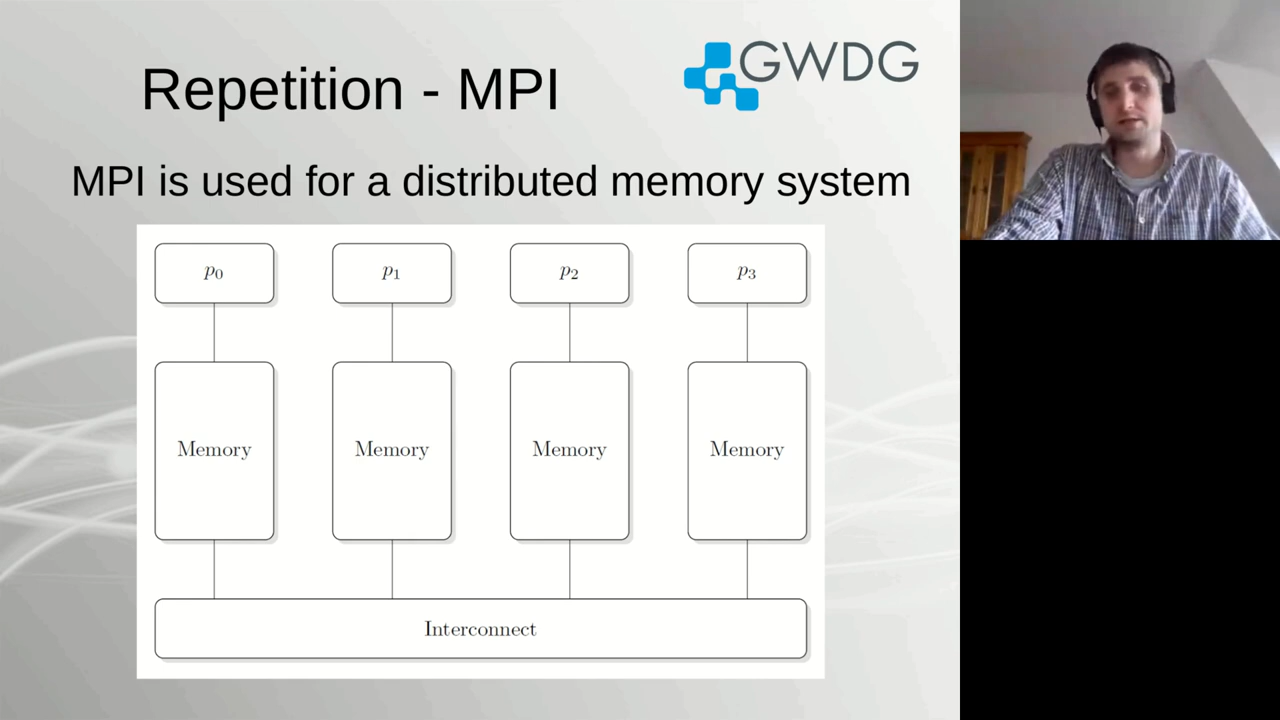 Repetition - MPI
GWDG
MPI is used for a distributed memory system
p0 p1 p2 p3
Memory Memory Memory Memory
Interconnect